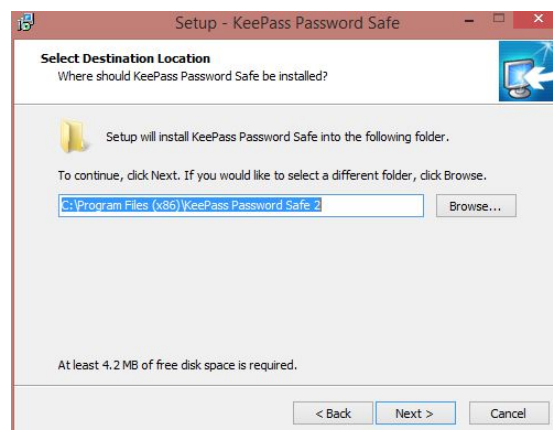 Setup - KeePass Password Safe
Select Destination Location
Where should KeePass Password Safe be installed?
Setup will install KeePass Password Safe into the following folder.
To continue, click Next. If you would like to select a different folder, click Browse.
C:\Program Files (x86)\KeePass Password Safe 2
Browse...
At least 4.2 MB of free disk space is required.
< Back
Next >
Cancel